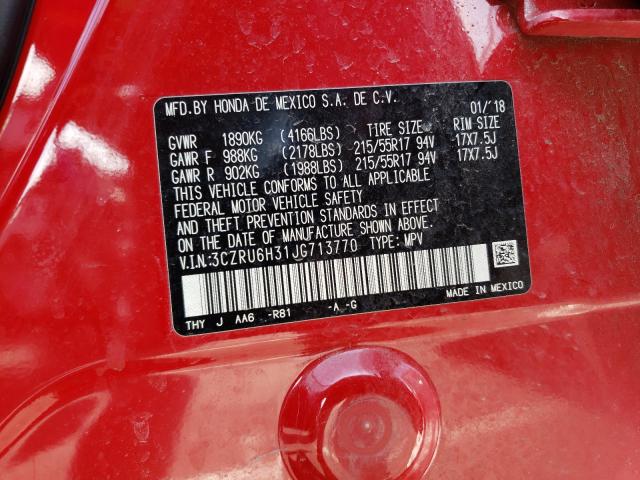 MFD.BY HONDA DE MEXICO S.A. DE C.V. 01/'18
GVWR 1890KG (4166LBS) TIRE SIZE RIM SIZE
GAWR F 988KG (2178LBS) 215/55R17 94V 17X7.5J
GAWR R 902KG (1988LBS) 215/55R17 94V 17X7.5J
THIS VEHICLE CONFORMS TO ALL APPLICABLE
FEDERAL MOTOR VEHICLE SAFETY
AND THEFT PREVENTION STANDARDS IN EFFECT
ON THE DATE OF MANUFACTURE SHOWN ABOVE.
V.I.N:3CZRU6H31JG713770 TYPE: MPV
THY J AA6 -R81 -A -G MADE IN MEXICO